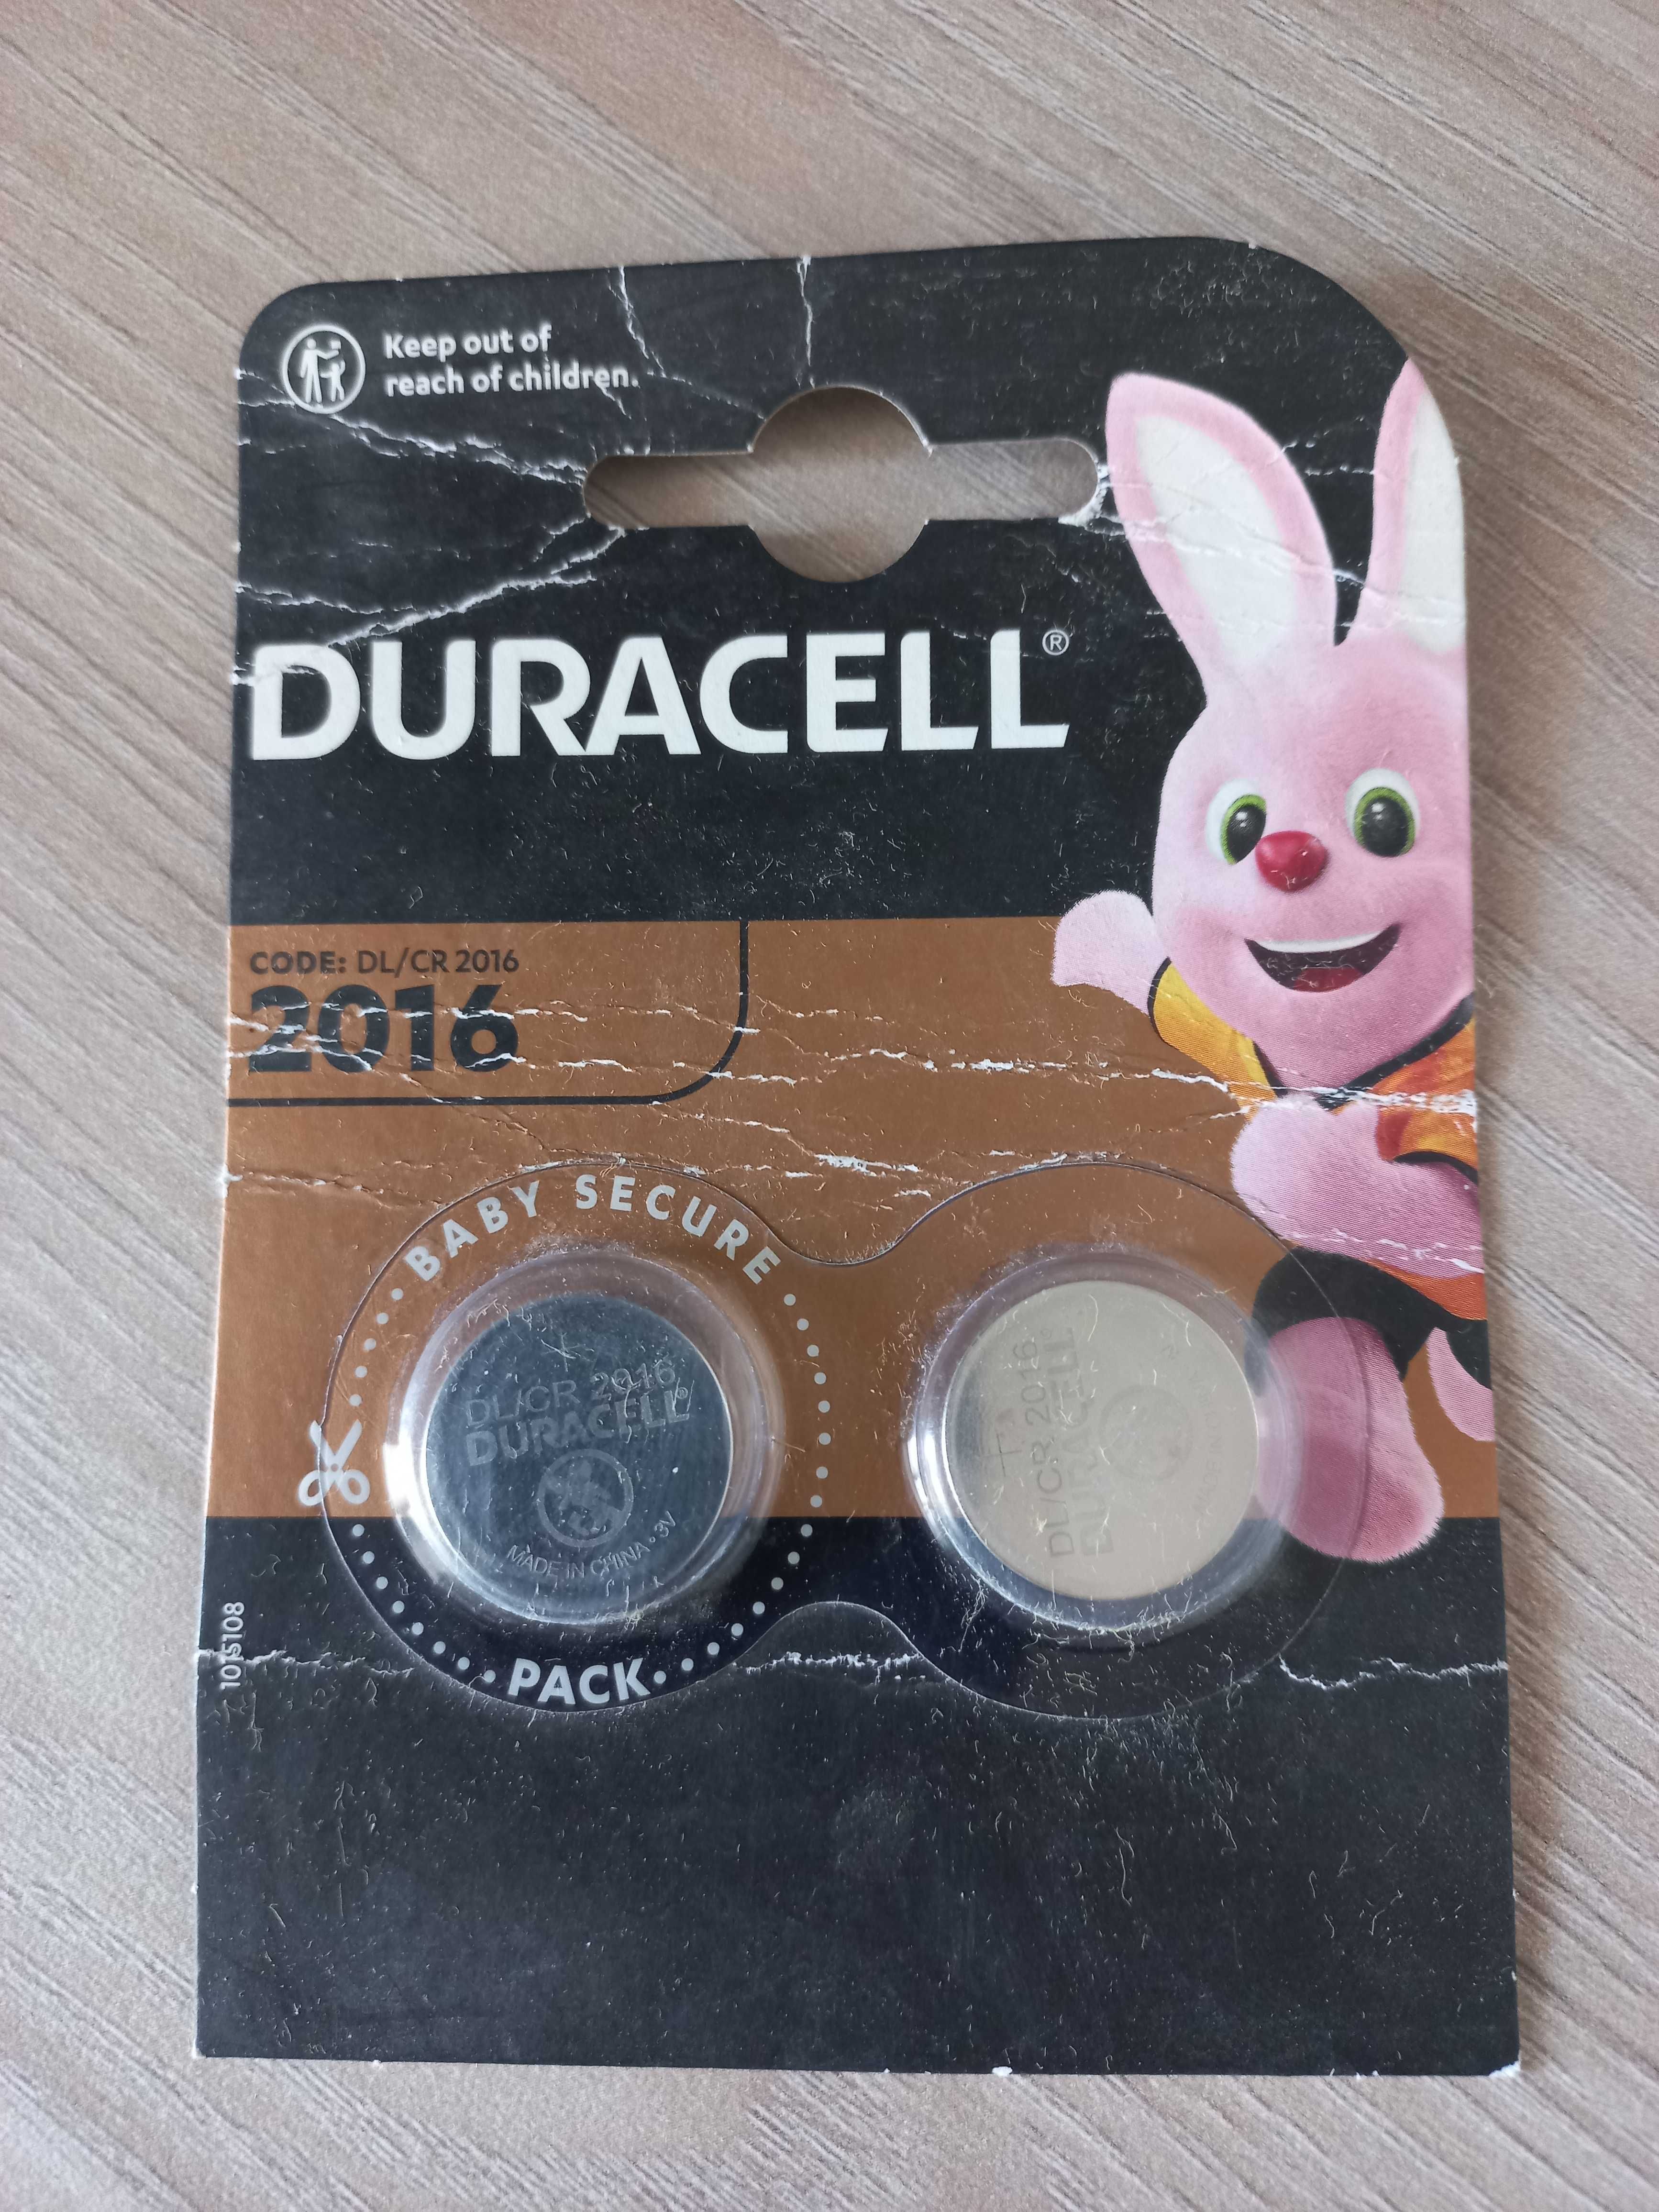 Keep out of
reach of children.
DURACELL®
CODE: DL/CR 2016
2016
BABY SECURE
PACK
DL/CR 2016
DURACELL®
MADE IN CHINA • 3V
+
DL/CR 2016
DURACELL®
1015108